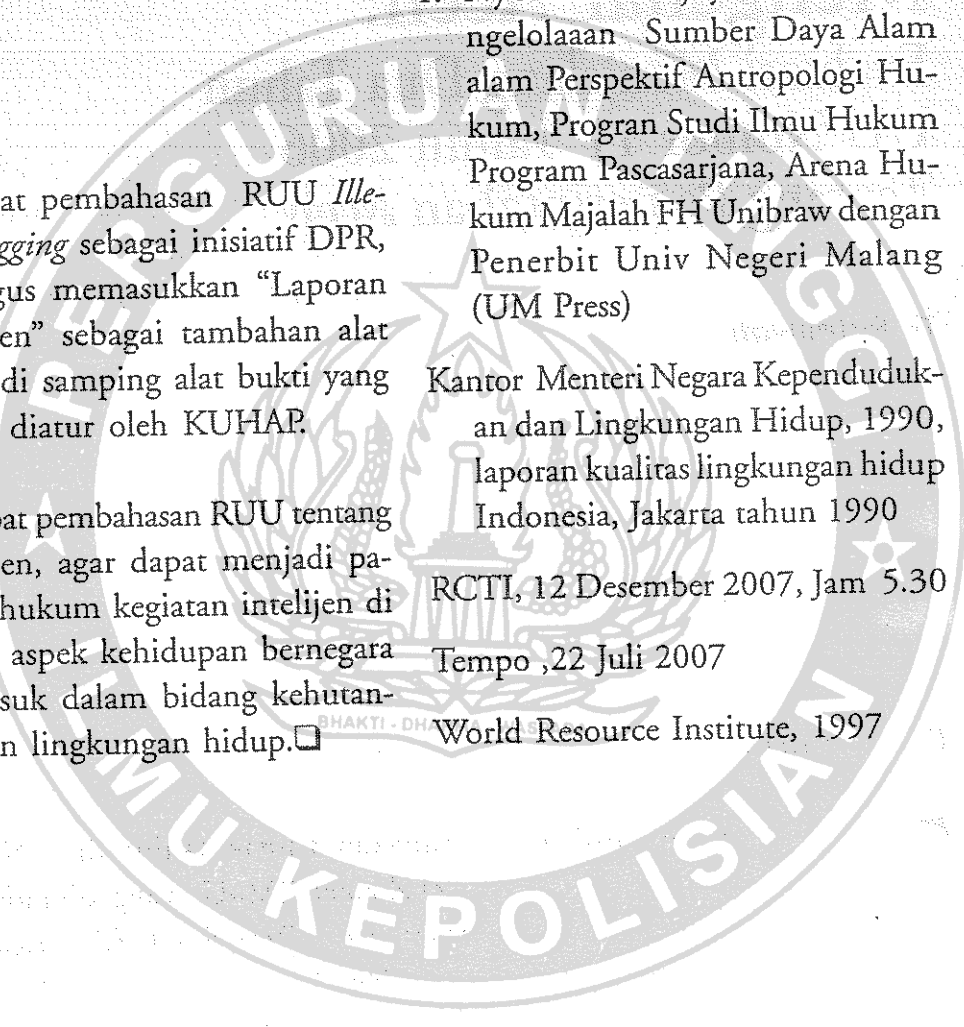 at pembahasan RUU Ille-
gging sebagai inisiatif DPR,
gus memasukkan “Laporan
en” sebagai tambahan alat
di samping alat bukti yang
diatur oleh KUHAP.
at pembahasan RUU tentang
en, agar dapat menjadi pa-
hukum kegiatan intelijen di
aspek kehidupan bernegara
suk dalam bidang kehutan-
n lingkungan hidup.❑
ngelolaaan Sumber Daya Alam
alam Perspektif Antropologi Hu-
kum, Progran Studi Ilmu Hukum
Program Pascasarjana, Arena Hu-
kum Majalah FH Unibraw dengan
Penerbit Univ Negeri Malang
(UM Press)
Kantor Menteri Negara Kependuduk-
an dan Lingkungan Hidup, 1990,
laporan kualitas lingkungan hidup
Indonesia, Jakarta tahun 1990
RCTI, 12 Desember 2007, Jam 5.30
Tempo ,22 Juli 2007
World Resource Institute, 1997
PERGURUAN TINGGI
ILMU KEPOLISIAN
BHAKTI - DHA